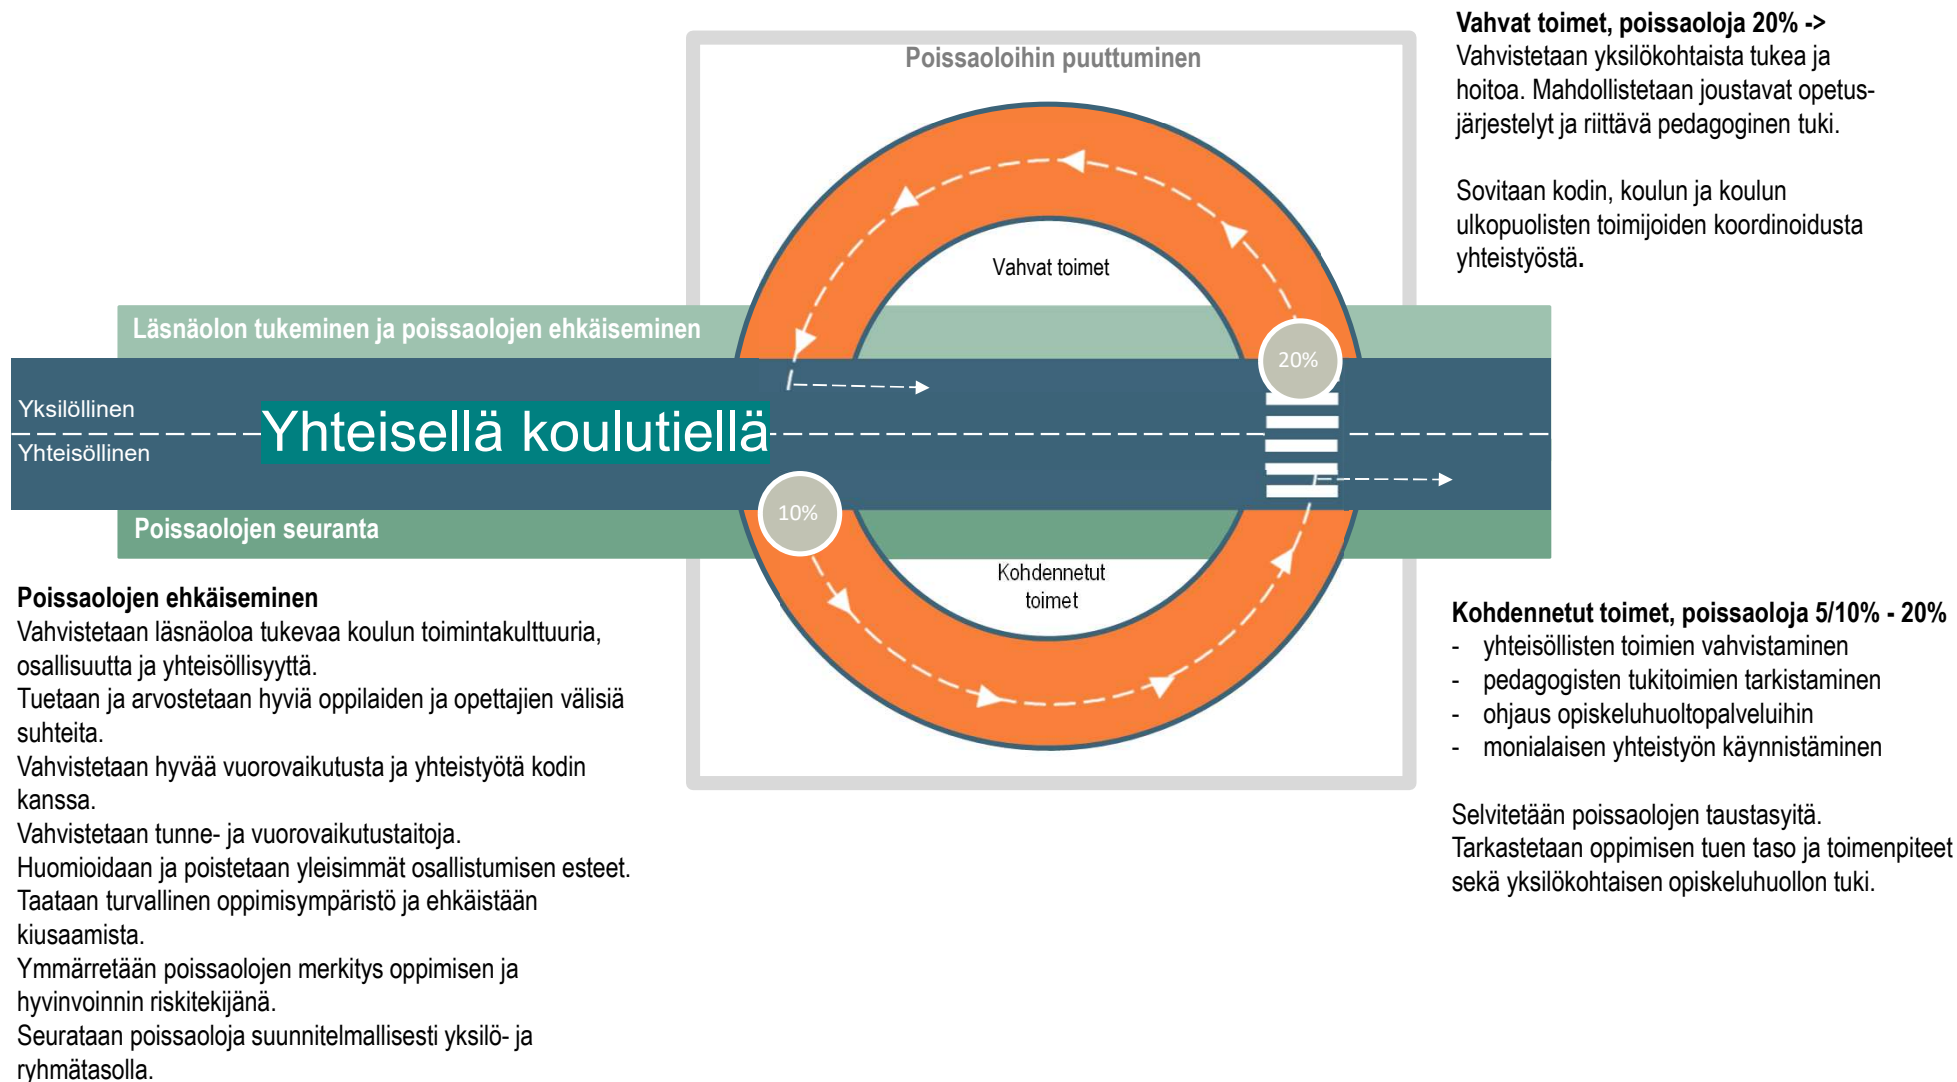 Poissaoloihin puuttuminen
Vahvat toimet, poissaoloja 20% ->
Vahvistetaan yksilökohtaista tukea ja
hoitoa. Mahdollistetaan joustavat opetus-
järjestelyt ja riittävä pedagoginen tuki.
Sovitaan kodin, koulun ja koulun
ulkopuolisten toimijoiden koordinoidusta
yhteistyöstä.
Vahvat toimet
Läsnäolon tukeminen ja poissaolojen ehkäiseminen
20%
Yksilöllinen
Yhteisellä koulutiellä
Yhteisöllinen
10%
Poissaolojen seuranta
Kohdennetut
toimet
Poissaolojen ehkäiseminen
Vahvistetaan läsnäoloa tukevaa koulun toimintakulttuuria,
osallisuutta ja yhteisöllisyyttä.
Tuetaan ja arvostetaan hyviä oppilaiden ja opettajien välisiä
suhteita.
Vahvistetaan hyvää vuorovaikutusta ja yhteistyötä kodin
kanssa.
Vahvistetaan tunne- ja vuorovaikutustaitoja.
Huomioidaan ja poistetaan yleisimmät osallistumisen esteet.
Taataan turvallinen oppimisympäristö ja ehkäistään
kiusaamista.
Ymmärretään poissaolojen merkitys oppimisen ja
hyvinvoinnin riskitekijänä.
Seurataan poissaoloja suunnitelmallisesti yksilö- ja
ryhmätasolla.
Kohdennetut toimet, poissaoloja 5/10% - 20%
- yhteisöllisten toimien vahvistaminen
- pedagogisten tukitoimien tarkistaminen
- ohjaus opiskeluhuoltopalveluihin
- monialaisen yhteistyön käynnistäminen
Selvitetään poissaolojen taustasyitä.
Tarkastetaan oppimisen tuen taso ja toimenpiteet
sekä yksilökohtaisen opiskeluhuollon tuki.